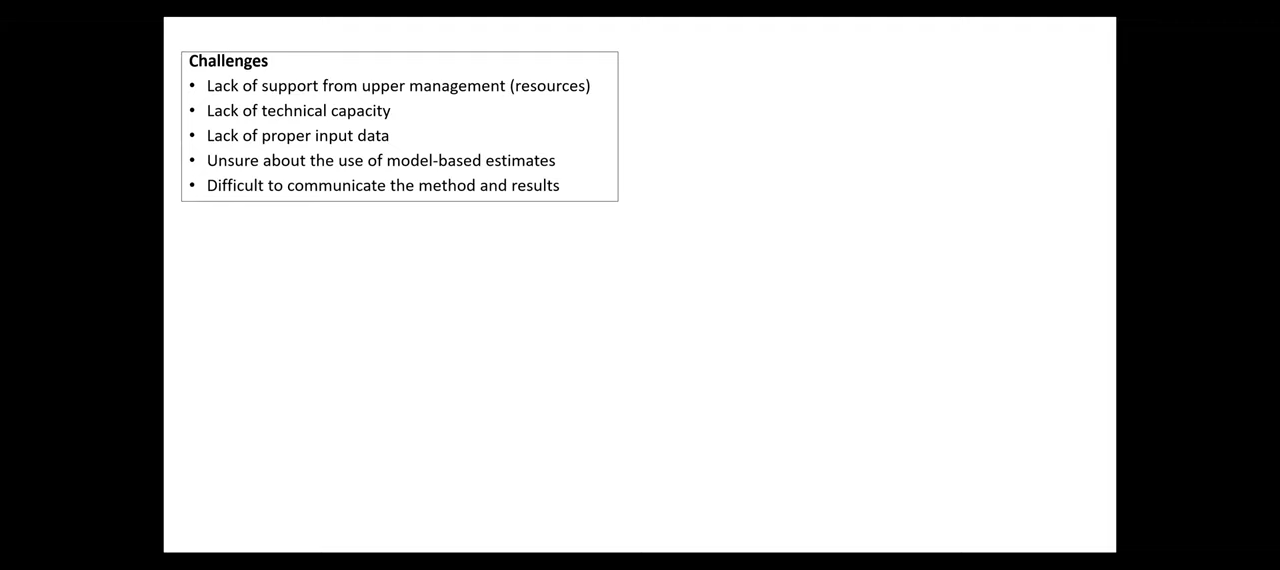 Challenges
• Lack of support from upper management (resources)
• Lack of technical capacity
• Lack of proper input data
• Unsure about the use of model-based estimates
• Difficult to communicate the method and results